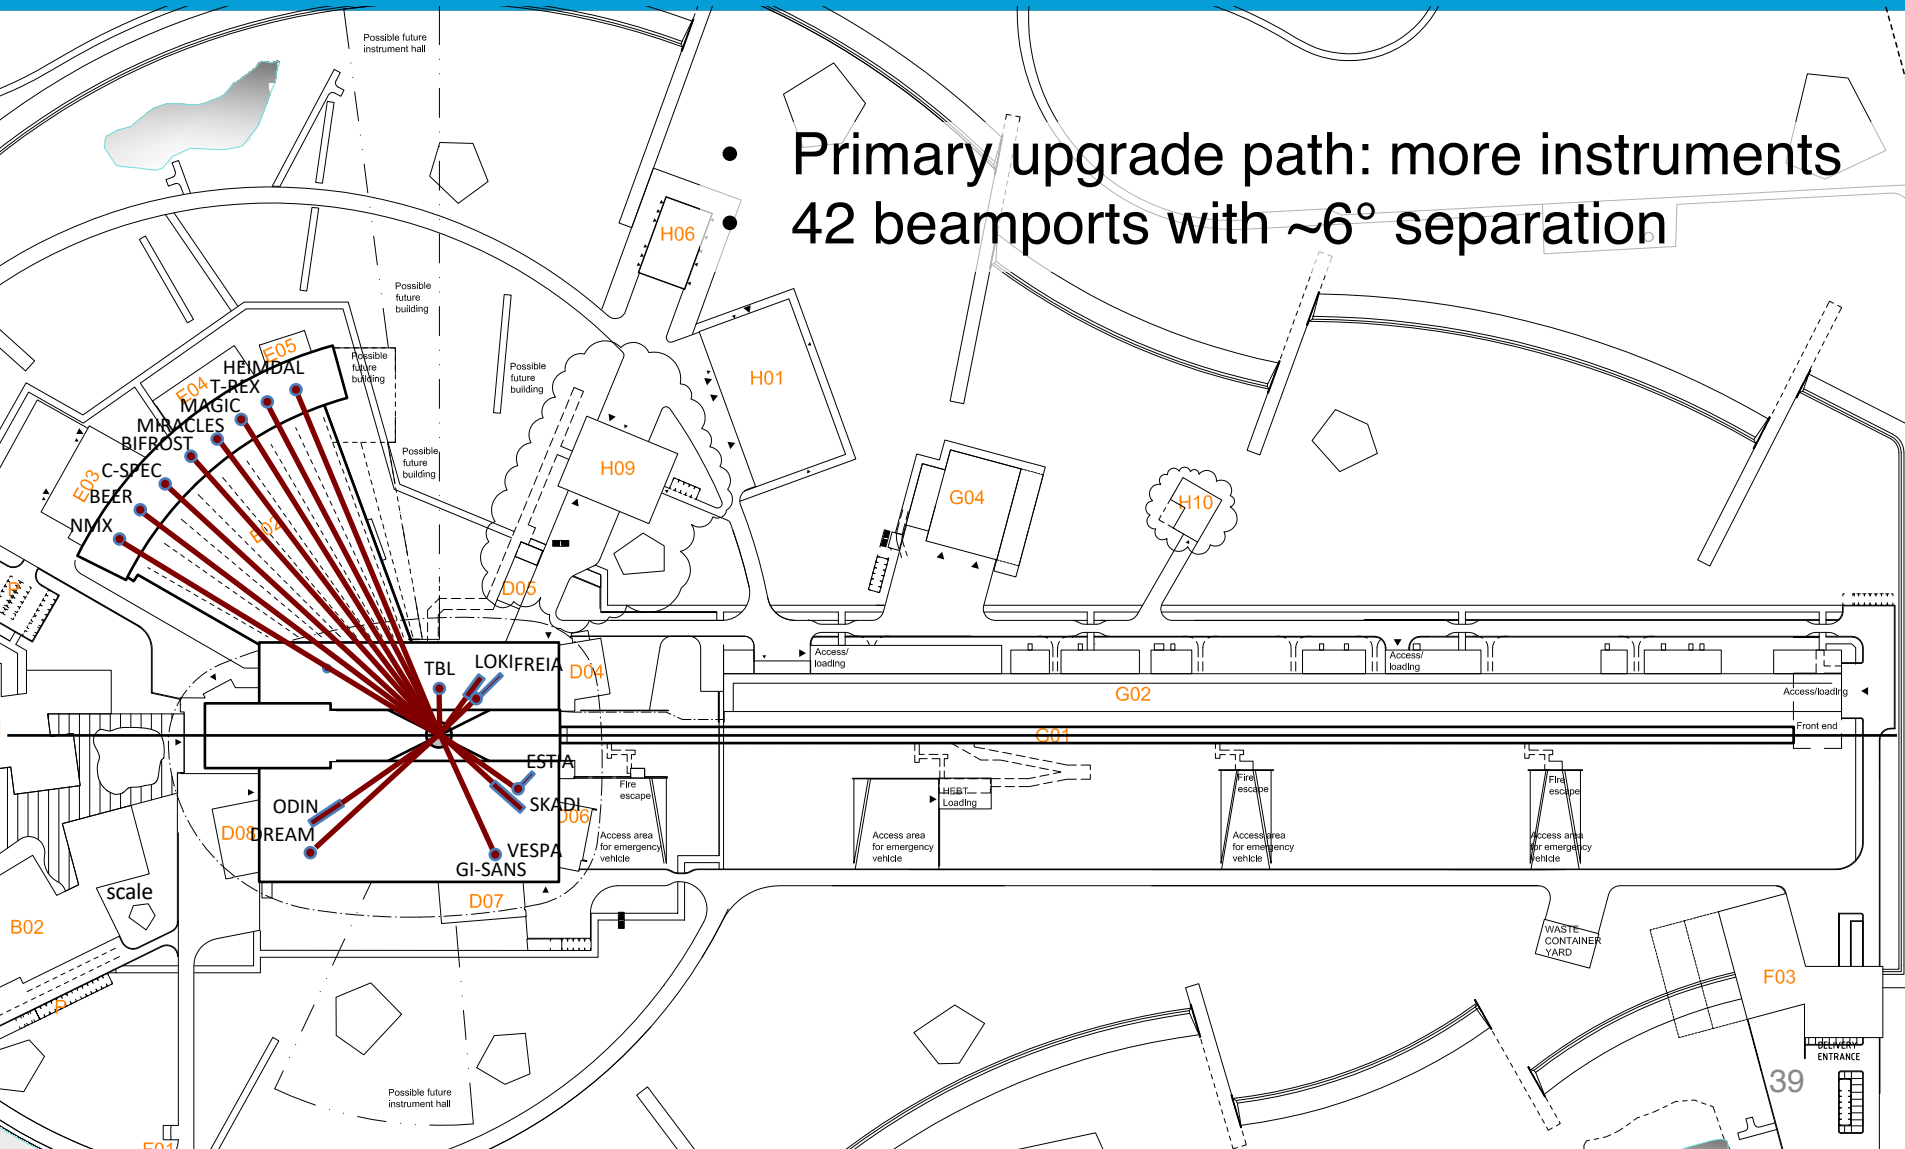 Possible future
instrument hall
• Primary upgrade path: more instruments
• 42 beamports with ~6° separation
H06
Possible
future
building
E05
HEIMDAL
Possible
future
building
E04
T-REX
MAGIC
Possible
future
building
H01
MIRACLES
BIFROST
C-SPEC
Possible
future
building
H09
E03
BEER
G04
H10
NMX
E02
D05
P
TBL
LOKI
FREIA
D04
Access/
loading
Access/
loading
G02
Access/loading
Front end
G01
ESTIA
Fire
escape
HEBT
Loading
Fire
escape
Fire
escape
ODIN
SKADI
D06
D08
DREAM
Access area
for emergency
vehicle
Access area
for emergency
vehicle
Access area
for emergency
vehicle
Access area
for emergency
vehicle
VESPA
GI-SANS
scale
D07
B02
WASTE
CONTAINER
YARD
F03
P
DELIVERY
ENTRANCE
39
Possible future
instrument hall